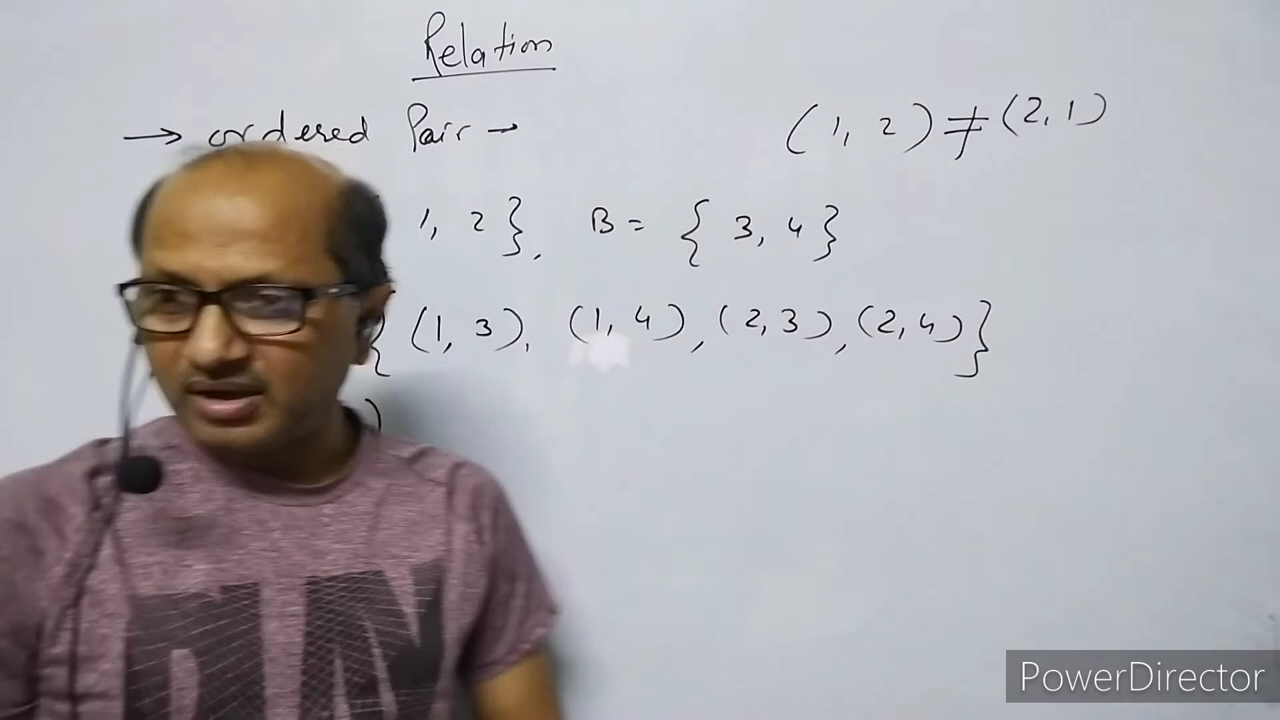 Relation
→ ordered Pair → (1, 2) ≠ (2, 1)
1, 2}, B = { 3, 4 }
{ (1, 3), (1, 4), (2, 3), (2, 4) }
)
RUN
PowerDirector